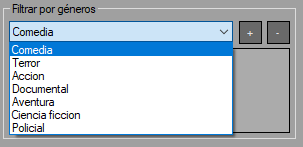 Filtrar por géneros
Comedia
+ -
Comedia
Terror
Accion
Documental
Aventura
Ciencia ficcion
Policial